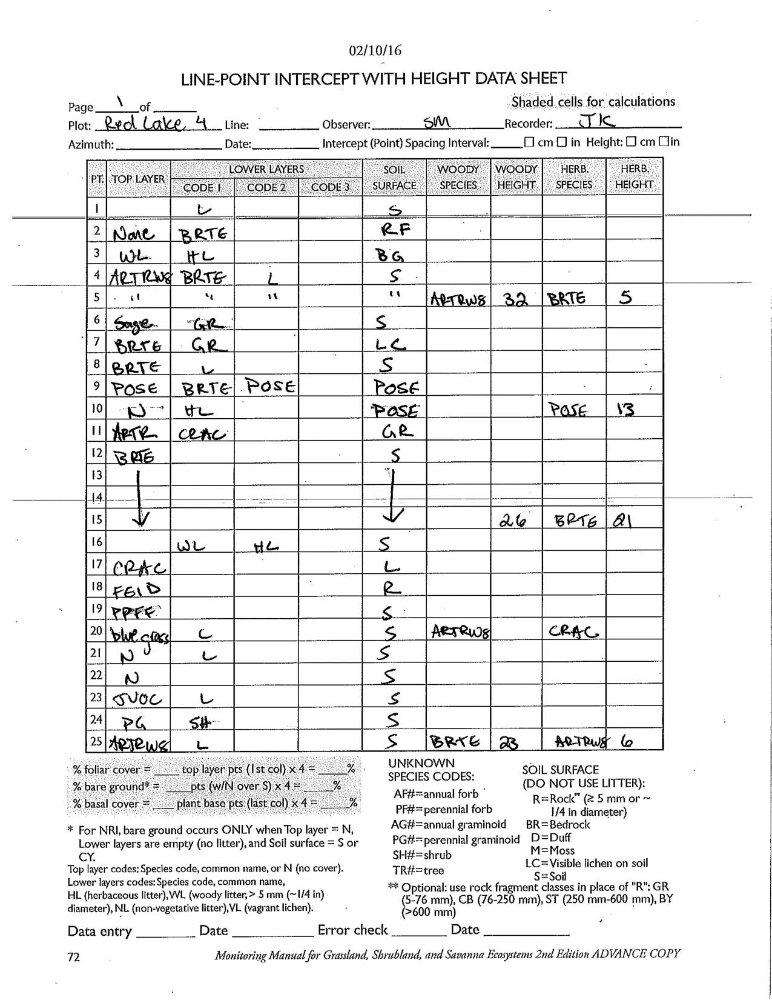 02/10/16
LINE-POINT INTERCEPT WITH HEIGHT DATA SHEET
Page 1 of ____ Shaded cells for calculations
Plot: Red Lake 4 Line: ____ Observer: SM Recorder: JK
Azimuth: ____ Date: ____ Intercept (Point) Spacing Interval: ____ ☐ cm ☐ in Height: ☐ cm ☐ in
PT. TOP LAYER LOWER LAYERS SOIL SURFACE WOODY SPECIES WOODY HEIGHT HERB. SPECIES HERB. HEIGHT
CODE 1 CODE 2 CODE 3
1 L S
2 None BRTE RF
3 WL HL BG
4 ARTRW8 BRTE L S
5 " " " " ARTRW8 32 BRTE 5
6 Sage GR S
7 BRTE GR LC
8 BRTE L S
9 POSE BRTE POSE POSE
10 N HL POSE POSE 13
11 ARTR CRAC GR
12 BRTE S
13
14
15 26 BRTE 21
16 WL HL S
17 CRAC L
18 FEID R
19 PPFF S
20 blue grass L S ARTRW8 CRAC
21 N L S
22 N S
23 JUOC L S
24 PG SH S
25 ARTRW8 L S BRTE 23 ARTRW8 6
% foliar cover = ____ top layer pts (1st col) x 4 = ____%
% bare ground* = ____ pts (w/N over S) x 4 = ____%
% basal cover = ____ plant base pts (last col) x 4 = ____%
* For NRI, bare ground occurs ONLY when Top layer = N,
Lower layers are empty (no litter), and Soil surface = S or
CY.
Top layer codes: Species code, common name, or N (no cover).
Lower layers codes: Species code, common name,
HL (herbaceous litter), WL (woody litter, > 5 mm (~1/4 in)
diameter), NL (non-vegetative litter), VL (vagrant lichen).
UNKNOWN
SPECIES CODES:
AF#=annual forb
PF#=perennial forb
AG#=annual graminoid
PG#=perennial graminoid
SH#=shrub
TR#=tree
SOIL SURFACE
(DO NOT USE LITTER):
R=Rock** (≥ 5 mm or ~
1/4 in diameter)
BR=Bedrock
D=Duff
M=Moss
LC=Visible lichen on soil
S=Soil
** Optional: use rock fragment classes in place of "R": GR
(5-76 mm), CB (76-250 mm), ST (250 mm-600 mm), BY
(>600 mm)
Data entry ____ Date ____ Error check ____ Date ____
72 Monitoring Manual for Grassland, Shrubland, and Savanna Ecosystems 2nd Edition ADVANCE COPY